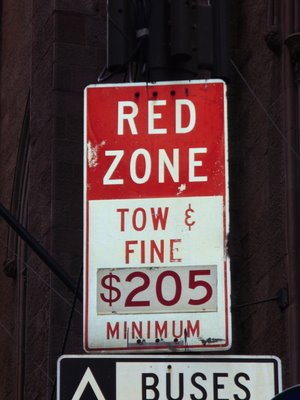 RED
ZONE
TOW &
FINE
$205
MINIMUM
BUSES